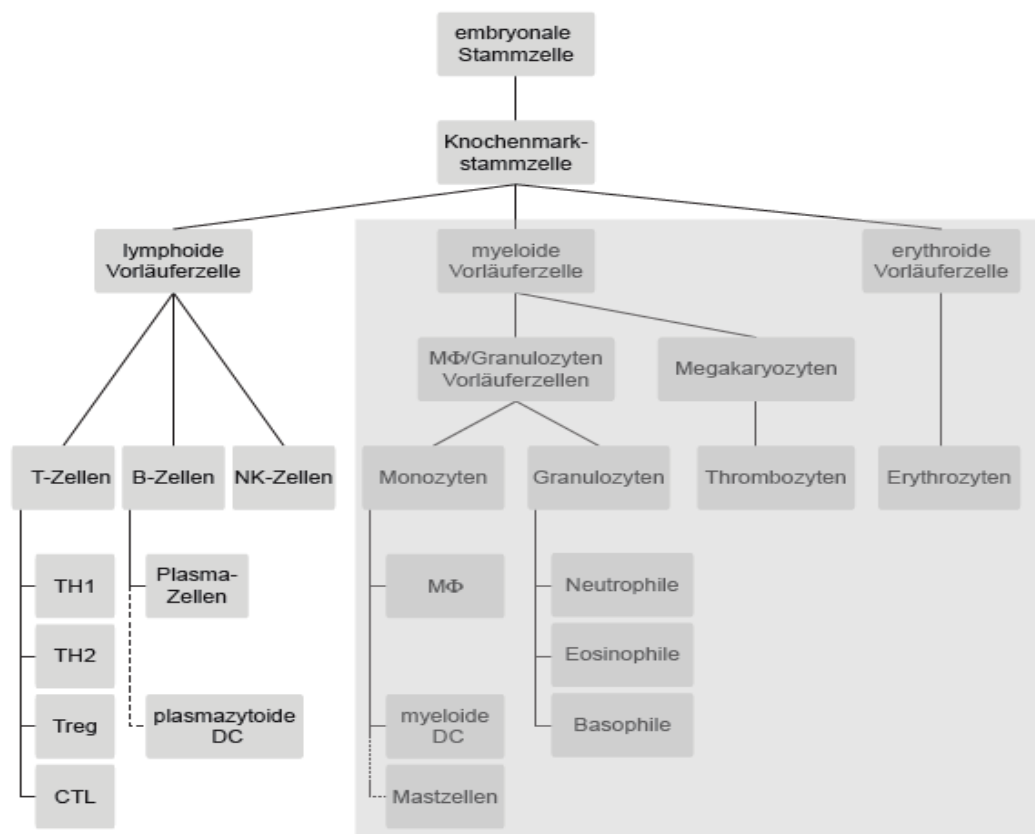 embryonale
Stammzelle
Knochenmark-
stammzelle
lymphoide
Vorläuferzelle
myeloide
Vorläuferzelle
erythroide
Vorläuferzelle
MΦ/Granulozyten
Vorläuferzellen
Megakaryozyten
T-Zellen
B-Zellen
NK-Zellen
Monozyten
Granulozyten
Thrombozyten
Erythrozyten
TH1
TH2
Treg
CTL
Plasma-
Zellen
plasmazytoide
DC
MΦ
myeloide
DC
Mastzellen
Neutrophile
Eosinophile
Basophile